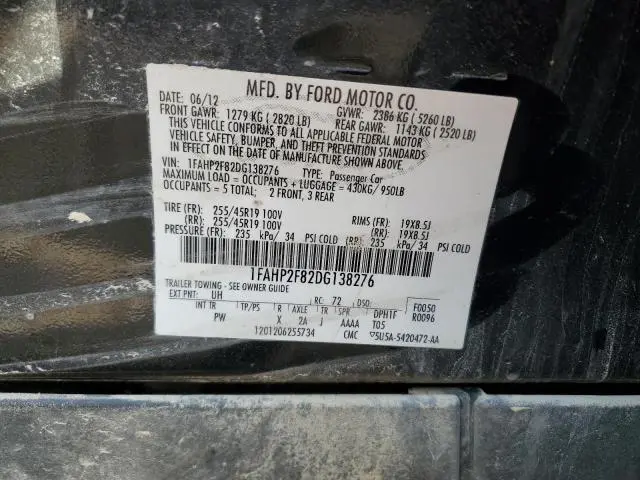 MFD. BY FORD MOTOR CO.
DATE: 06/12 GVWR: 2386 KG ( 5260 LB)
FRONT GAWR: 1279 KG ( 2820 LB) REAR GAWR: 1143 KG ( 2520 LB)
THIS VEHICLE CONFORMS TO ALL APPLICABLE FEDERAL MOTOR
VEHICLE SAFETY, BUMPER, AND THEFT PREVENTION STANDARDS
IN EFFECT ON THE DATE OF MANUFACTURE SHOWN ABOVE.
VIN: 1FAHP2F82DG138276 TYPE: Passenger Car
MAXIMUM LOAD = OCCUPANTS + LUGGAGE = 430KG/ 950LB
OCCUPANTS = 5 TOTAL: 2 FRONT, 3 REAR
TIRE (FR): 255/45R19 100V RIMS (FR): 19X8.5J
(RR): 255/45R19 100V (RR): 19X8.5J
PRESSURE (FR): 235 kPa/ 34 PSI COLD (RR): 235 kPa/ 34 PSI COLD
1FAHP2F82DG138276
TRAILER TOWING - SEE OWNER GUIDE
EXT PNT: UH RC: 72 DSO: F0050
INT TR TP/PS R AXLE TR SPR DPHTF R0096
PW X 2A J AAAA T05
1201206255734 CMC 5U5A-5420472-AA